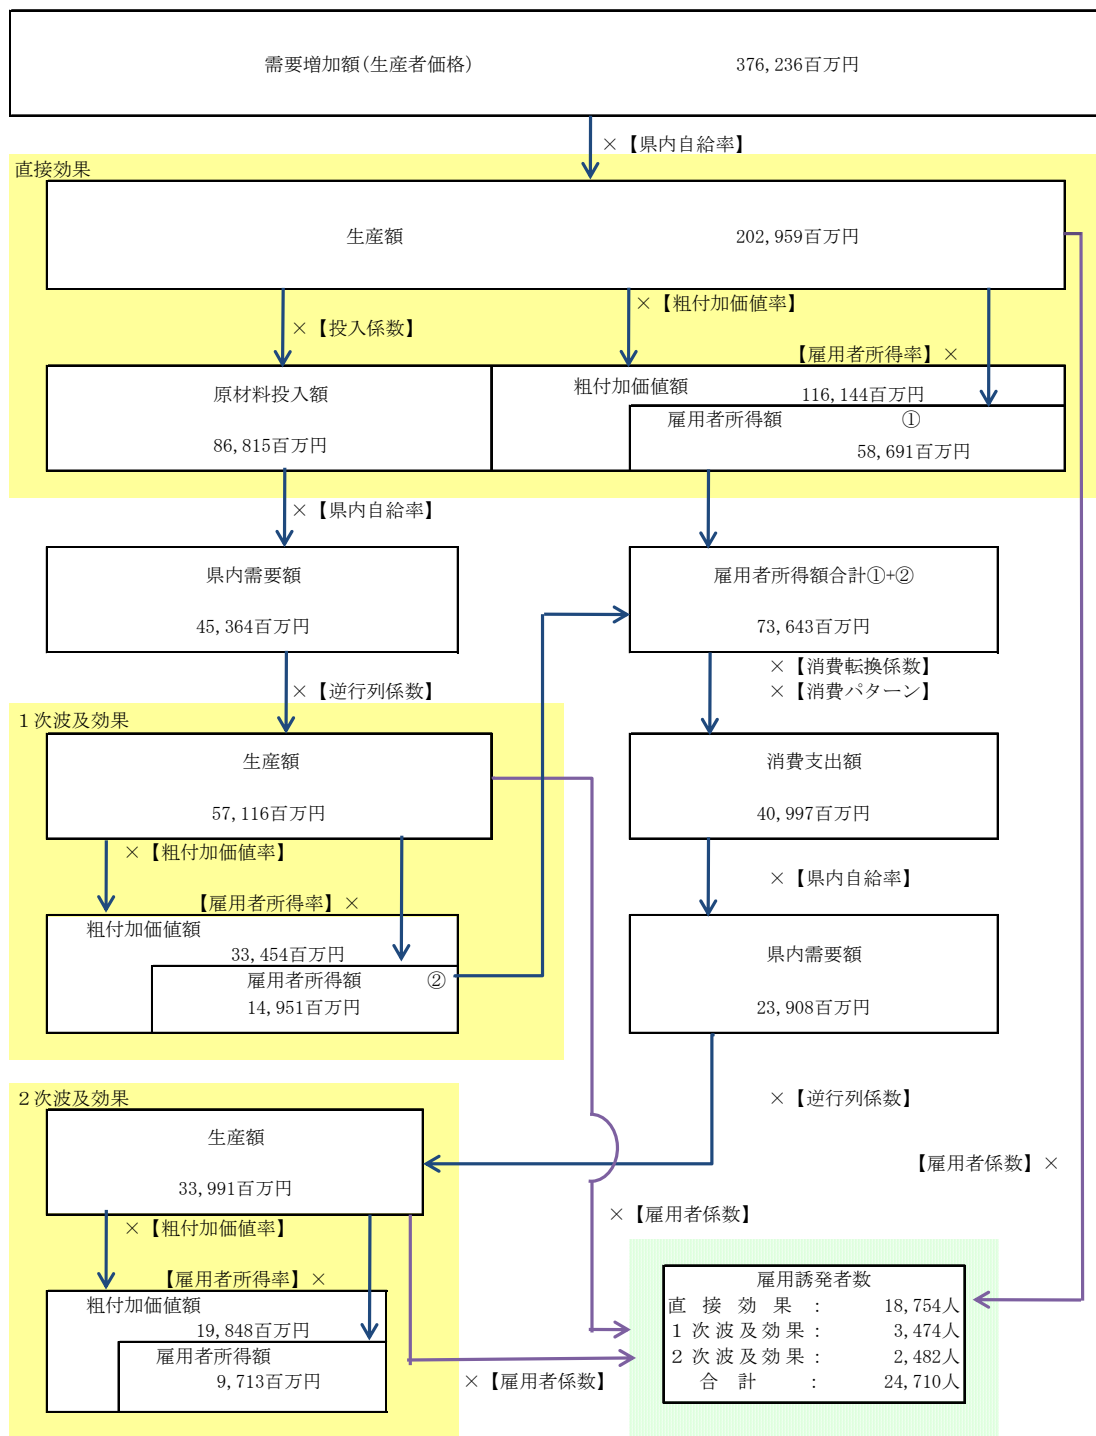 需要増加額(生産者価格) 376,236百万円
×【県内自給率】
直接効果
生産額 202,959百万円
×【投入係数】
×【粗付加価値率】
【雇用者所得率】×
原材料投入額
86,815百万円
粗付加価値額
116,144百万円
雇用者所得額 ①
58,691百万円
×【県内自給率】
県内需要額
45,364百万円
雇用者所得額合計①+②
73,643百万円
×【逆行列係数】
×【消費転換係数】
×【消費パターン】
1次波及効果
生産額
57,116百万円
消費支出額
40,997百万円
×【粗付加価値率】
【雇用者所得率】×
×【県内自給率】
粗付加価値額
33,454百万円
雇用者所得額 ②
14,951百万円
県内需要額
23,908百万円
×【逆行列係数】
2次波及効果
生産額
33,991百万円
【雇用者係数】×
×【雇用者係数】
×【粗付加価値率】
【雇用者所得率】×
粗付加価値額
19,848百万円
雇用者所得額
9,713百万円
×【雇用者係数】
雇用誘発者数
直接効果: 18,754人
1次波及効果: 3,474人
2次波及効果: 2,482人
合計: 24,710人